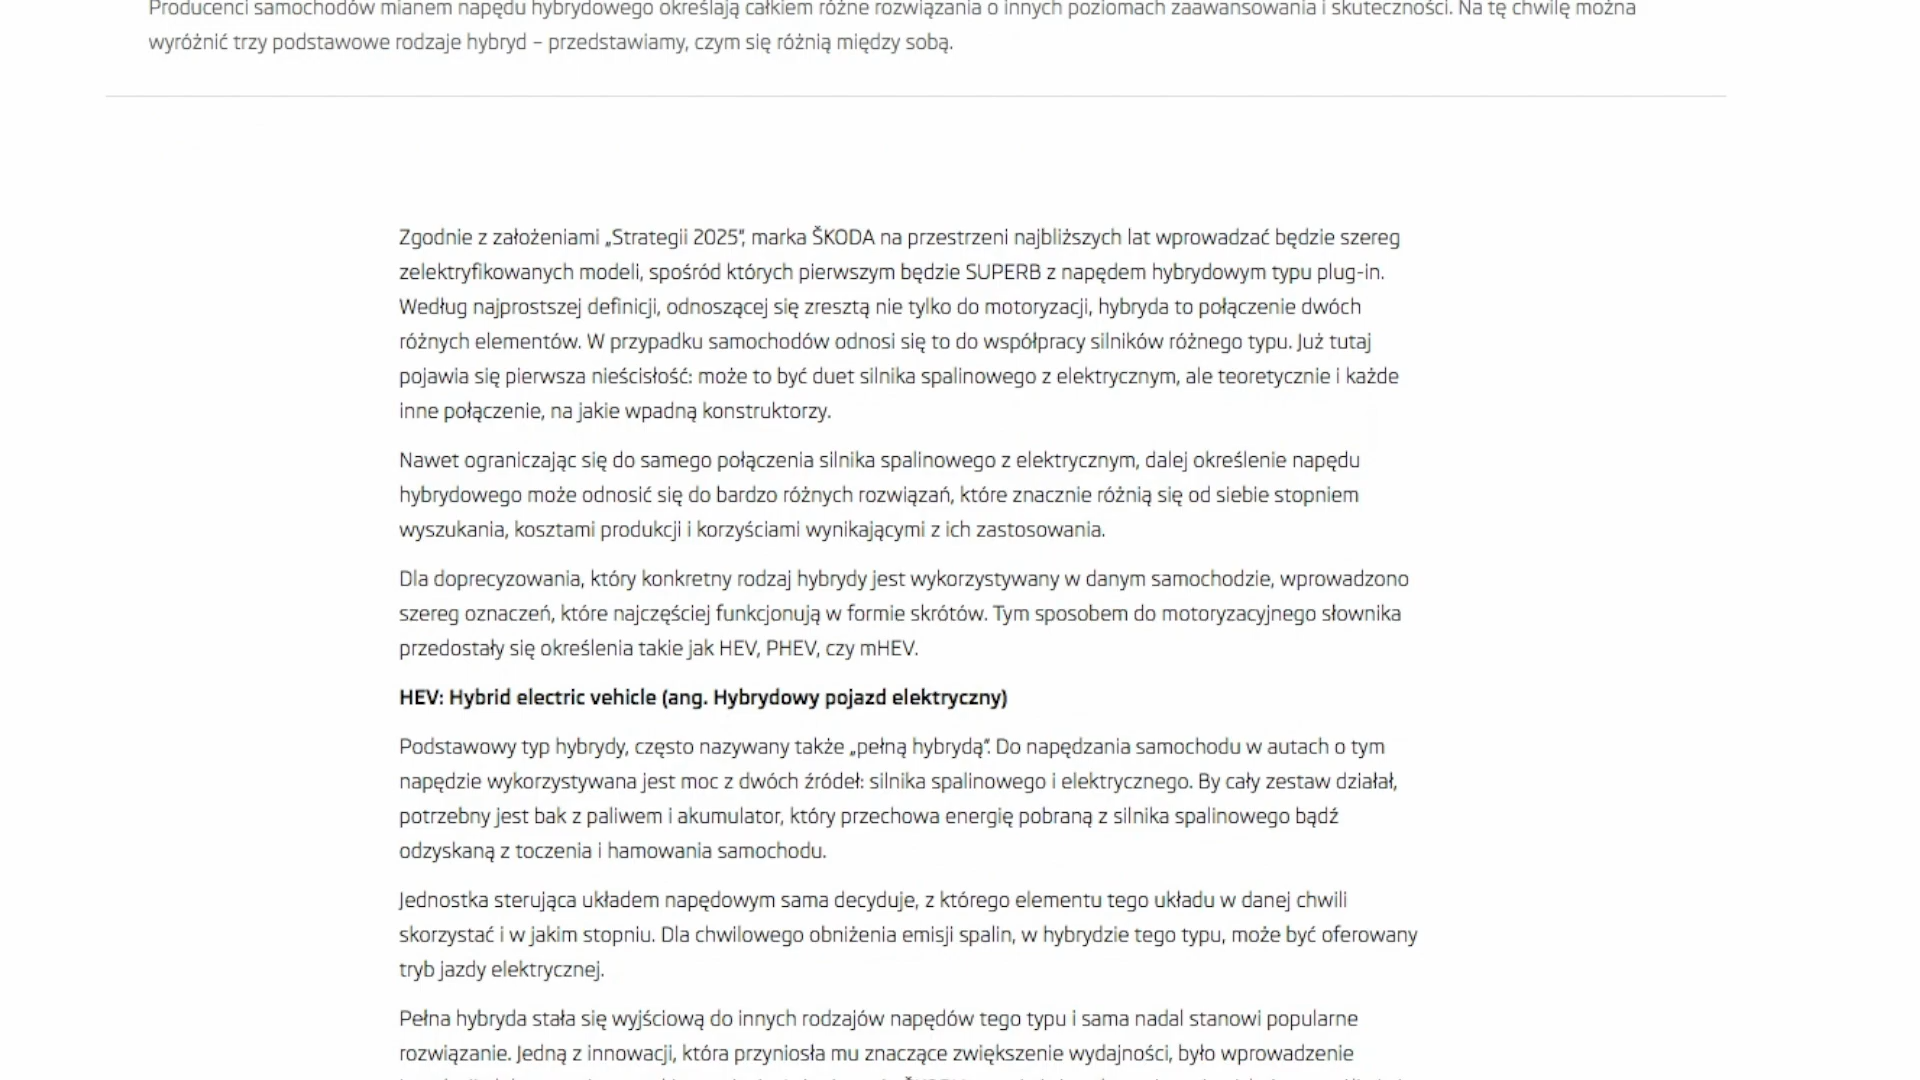 Producenci samochodów mianem napędu hybrydowego określają całkiem różne rozwiązania o innych poziomach zaawansowania i skuteczności. Na tę chwilę można
wyróżnić trzy podstawowe rodzaje hybryd – przedstawiamy, czym się różnią między sobą.
Zgodnie z założeniami „Strategii 2025”, marka ŠKODA na przestrzeni najbliższych lat wprowadzać będzie szereg
zelektryfikowanych modeli, spośród których pierwszym będzie SUPERB z napędem hybrydowym typu plug-in.
Według najprostszej definicji, odnoszącej się zresztą nie tylko do motoryzacji, hybryda to połączenie dwóch
różnych elementów. W przypadku samochodów odnosi się to do współpracy silników różnego typu. Już tutaj
pojawia się pierwsza nieścisłość: może to być duet silnika spalinowego z elektrycznym, ale teoretycznie i każde
inne połączenie, na jakie wpadną konstruktorzy.
Nawet ograniczając się do samego połączenia silnika spalinowego z elektrycznym, dalej określenie napędu
hybrydowego może odnosić się do bardzo różnych rozwiązań, które znacznie różnią się od siebie stopniem
wyszukania, kosztami produkcji i korzyściami wynikającymi z ich zastosowania.
Dla doprecyzowania, który konkretny rodzaj hybrydy jest wykorzystywany w danym samochodzie, wprowadzono
szereg oznaczeń, które najczęściej funkcjonują w formie skrótów. Tym sposobem do motoryzacyjnego słownika
przedostały się określenia takie jak HEV, PHEV, czy mHEV.
HEV: Hybrid electric vehicle (ang. Hybrydowy pojazd elektryczny)
Podstawowy typ hybrydy, często nazywany także „pełną hybrydą”. Do napędzania samochodu w autach o tym
napędzie wykorzystywana jest moc z dwóch źródeł: silnika spalinowego i elektrycznego. By cały zestaw działał,
potrzebny jest bak z paliwem i akumulator, który przechowa energię pobraną z silnika spalinowego bądź
odzyskaną z toczenia i hamowania samochodu.
Jednostka sterująca układem napędowym sama decyduje, z którego elementu tego układu w danej chwili
skorzystać i w jakim stopniu. Dla chwilowego obniżenia emisji spalin, w hybrydzie tego typu, może być oferowany
tryb jazdy elektrycznej.
Pełna hybryda stała się wyjściową do innych rodzajów napędów tego typu i sama nadal stanowi popularne
rozwiązanie. Jedną z innowacji, która przyniosła mu znaczące zwiększenie wydajności, było wprowadzenie